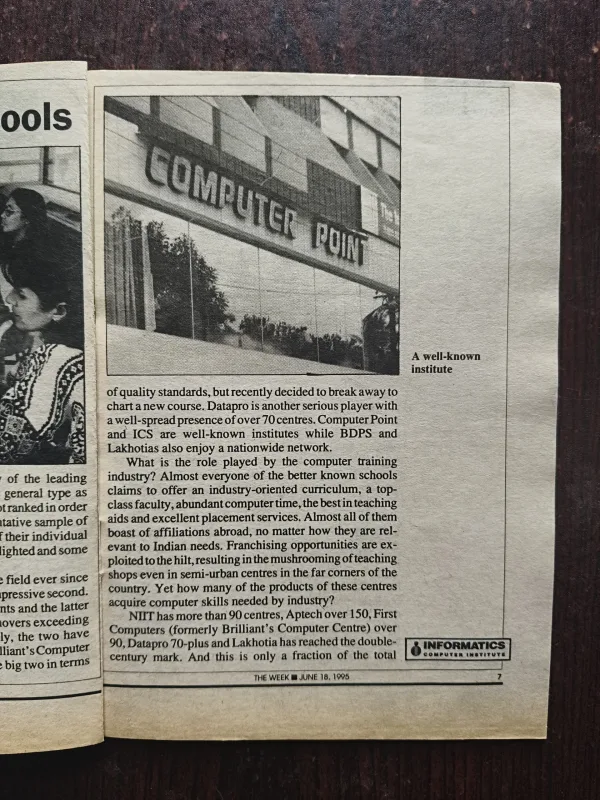 ools
of the leading
general type as
ot ranked in order
ntative sample of
f their individual
lighted and some
e field ever since
pressive second.
nts and the latter
novers exceeding
ly, the two have
lliant's Computer
e big two in terms
COMPUTER POINT
A well-known
institute
of quality standards, but recently decided to break away to
chart a new course. Datapro is another serious player with
a well-spread presence of over 70 centres. Computer Point
and ICS are well-known institutes while BDPS and
Lakhotias also enjoy a nationwide network.
What is the role played by the computer training
industry? Almost everyone of the better known schools
claims to offer an industry-oriented curriculum, a top-
class faculty, abundant computer time, the best in teaching
aids and excellent placement services. Almost all of them
boast of affiliations abroad, no matter how they are rel-
evant to Indian needs. Franchising opportunities are ex-
ploited to the hilt, resulting in the mushrooming of teaching
shops even in semi-urban centres in the far corners of the
country. Yet how many of the products of these centres
acquire computer skills needed by industry?
NIIT has more than 90 centres, Aptech over 150, First
Computers (formerly Brilliant's Computer Centre) over
90, Datapro 70-plus and Lakhotia has reached the double-
century mark. And this is only a fraction of the total
INFORMATICS
COMPUTER INSTITUTE
THE WEEK ■ JUNE 18, 1995
7